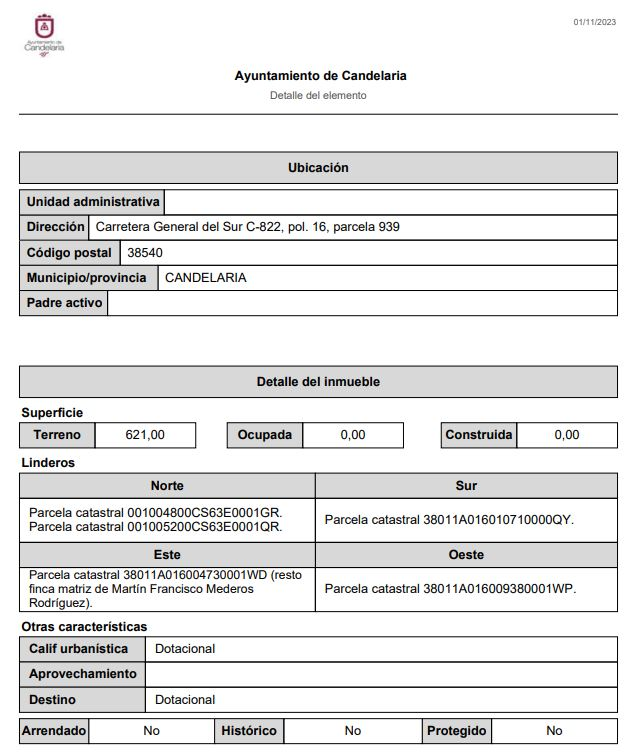 01/11/2023
Ayuntamiento de
Candelaria
Ayuntamiento de Candelaria
Detalle del elemento
Ubicación
Unidad administrativa
Dirección Carretera General del Sur C-822, pol. 16, parcela 939
Código postal 38540
Municipio/provincia CANDELARIA
Padre activo
Detalle del inmueble
Superficie
Terreno 621,00 Ocupada 0,00 Construida 0,00
Linderos
Norte Sur
Parcela catastral 001004800CS63E0001GR.
Parcela catastral 001005200CS63E0001QR.
Parcela catastral 38011A016010710000QY.
Este Oeste
Parcela catastral 38011A016004730001WD (resto
finca matriz de Martín Francisco Mederos
Rodríguez).
Parcela catastral 38011A016009380001WP.
Otras características
Calif urbanística Dotacional
Aprovechamiento
Destino Dotacional
Arrendado No Histórico No Protegido No